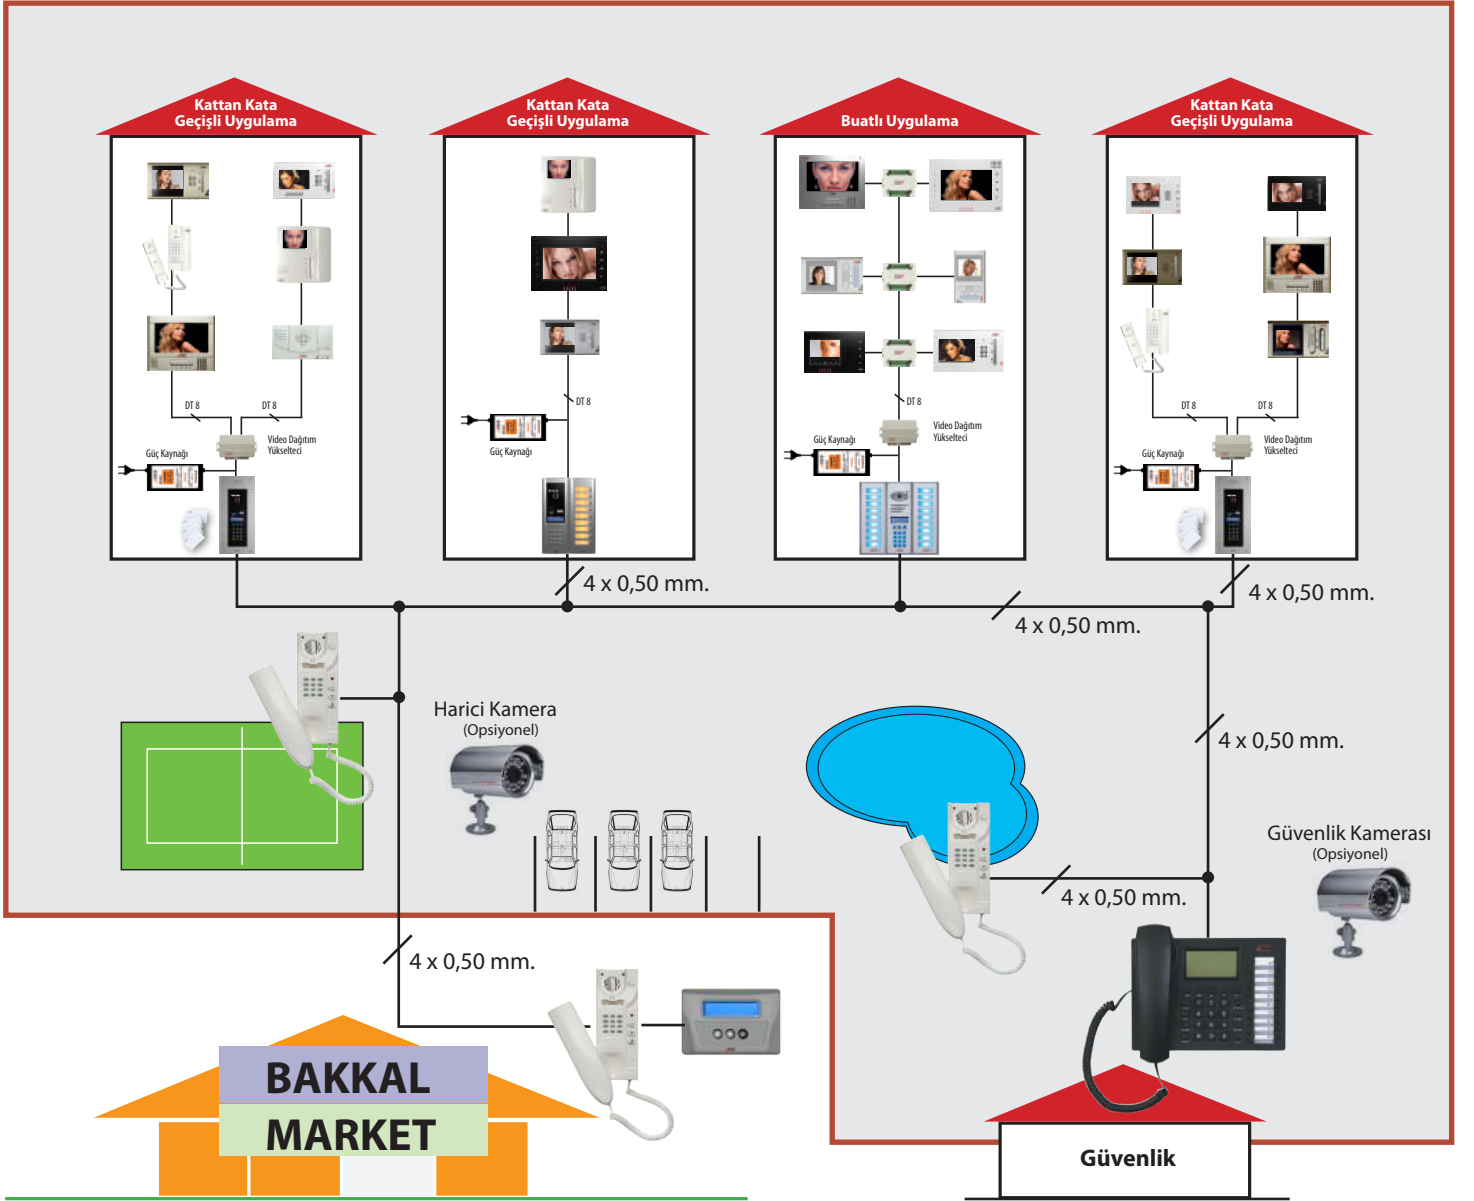 Kattan Kata
Geçişli Uygulama
Kattan Kata
Geçişli Uygulama
Buatlı Uygulama
Kattan Kata
Geçişli Uygulama
DT 8
DT 8
Video Dağıtım
Yükselteci
Güç Kaynağı
DT 8
Güç Kaynağı
DT 8
Video Dağıtım
Yükselteci
Güç Kaynağı
DT 8
DT 8
Video Dağıtım
Yükselteci
Güç Kaynağı
4 x 0,50 mm.
4 x 0,50 mm.
4 x 0,50 mm.
Harici Kamera
(Opsiyonel)
4 x 0,50 mm.
Güvenlik Kamerası
(Opsiyonel)
4 x 0,50 mm.
4 x 0,50 mm.
BAKKAL
MARKET
Güvenlik